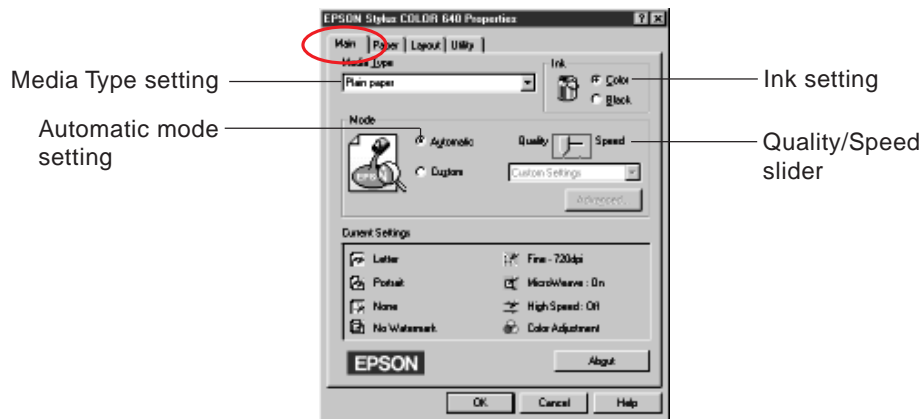 EPSON Stylus COLOR 640 Properties
Main Paper Layout Utility
Media Type
Plain paper
Ink
Color
Black
Mode
Automatic
Custom
Quality Speed
Custom Settings
Advanced...
EPSON
Current Settings
Letter
Portrait
None
No Watermark
Fine - 720dpi
MicroWeave : On
High Speed : Off
Color Adjustment
EPSON
About
OK Cancel Help
Media Type setting
Automatic mode
setting
Ink setting
Quality/Speed
slider